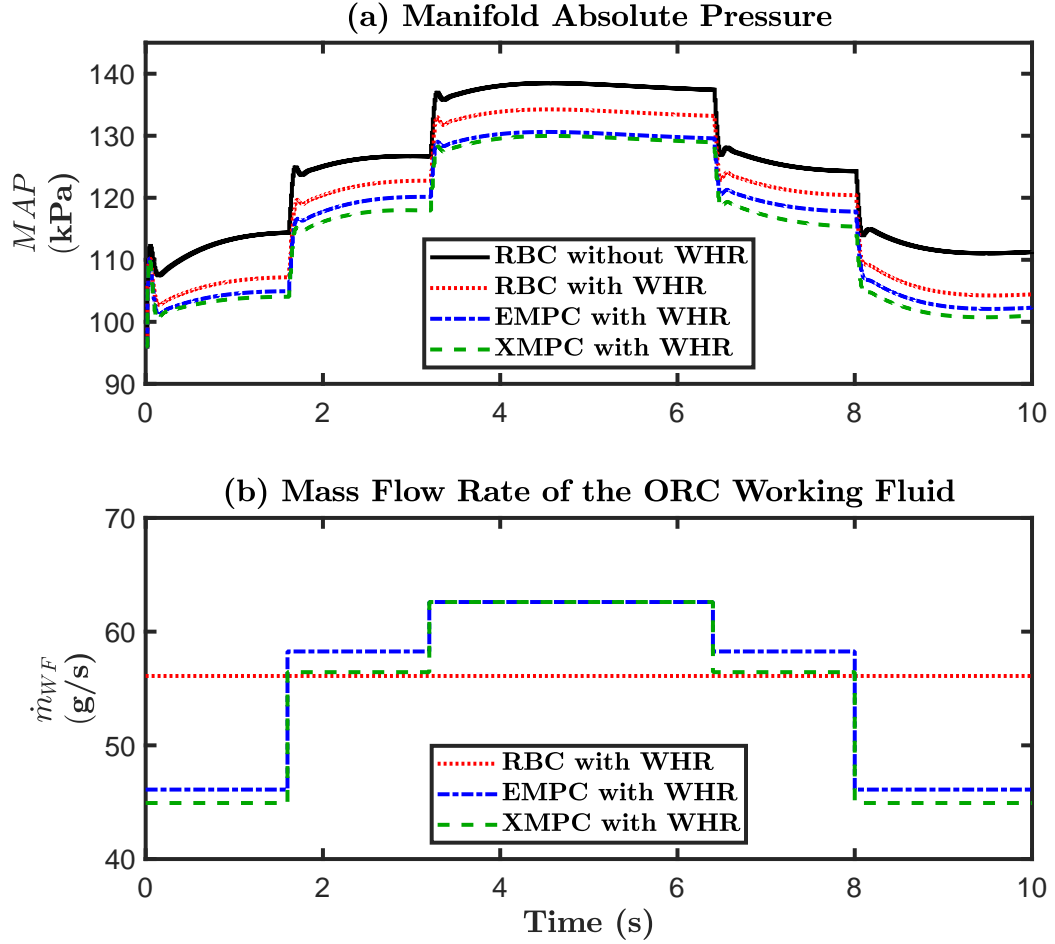 (a) Manifold Absolute Pressure
MAP
(kPa)
140
130
120
110
100
90
RBC without WHR
RBC with WHR
EMPC with WHR
XMPC with WHR
0 2 4 6 8 10
(b) Mass Flow Rate of the ORC Working Fluid
ṁ_WF
(g/s)
70
60
50
40
RBC with WHR
EMPC with WHR
XMPC with WHR
0 2 4 6 8 10
Time (s)